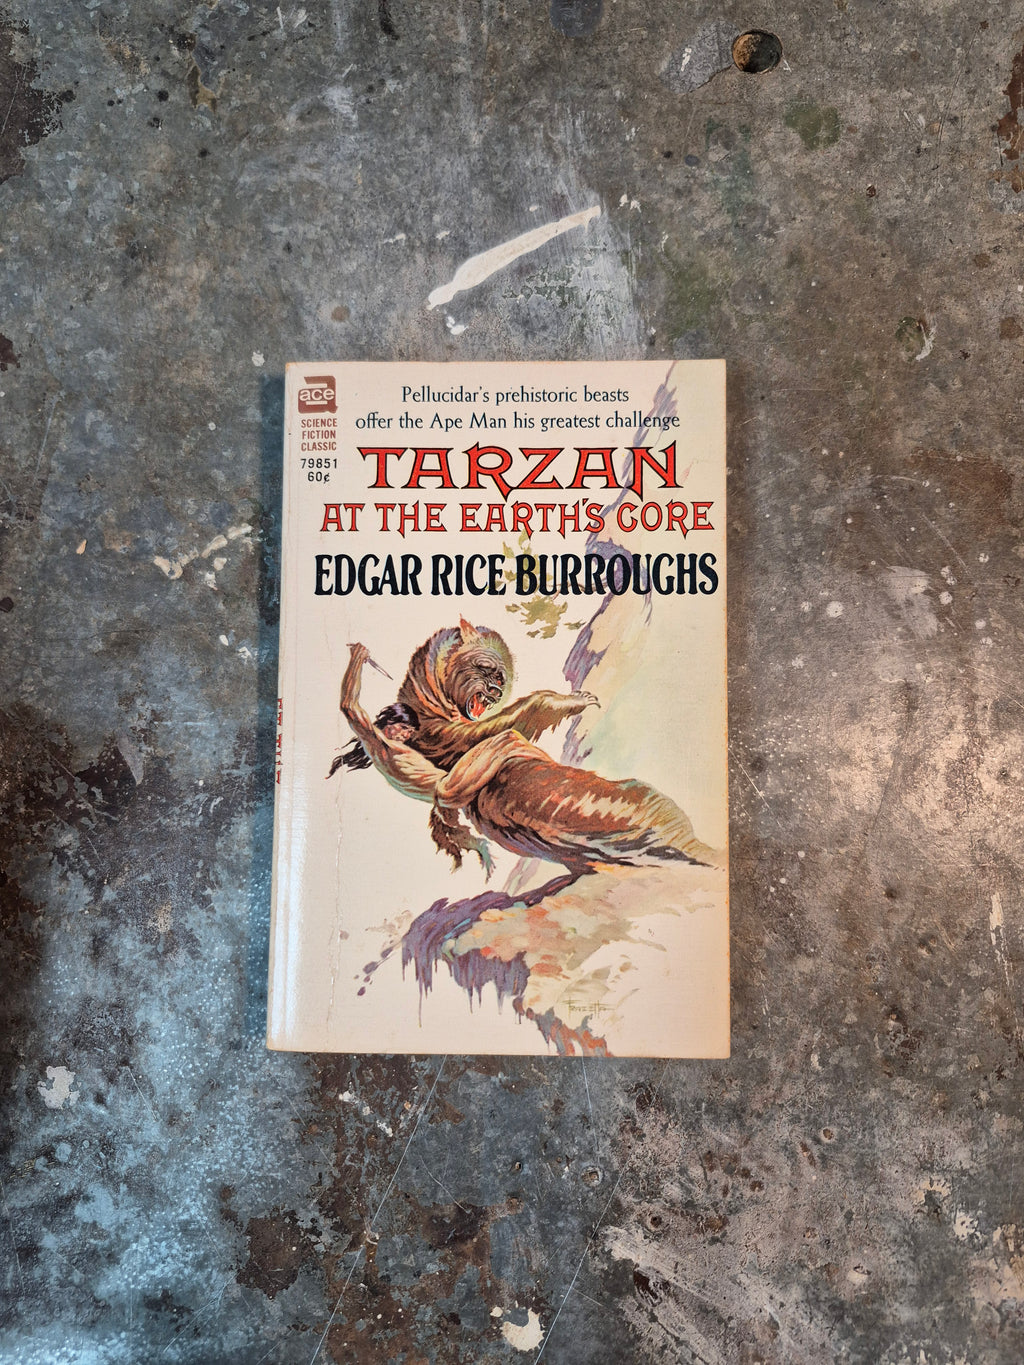 ace
SCIENCE
FICTION
CLASSIC
79851
60¢
Pellucidar's prehistoric beasts
offer the Ape Man his greatest challenge
TARZAN
AT THE EARTH'S CORE
EDGAR RICE BURROUGHS
FRAZETTA